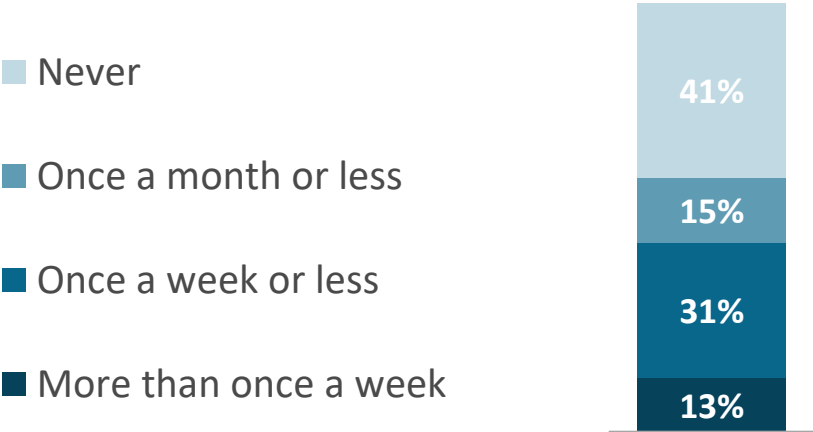 Never
41%
Once a month or less
15%
Once a week or less
31%
More than once a week
13%